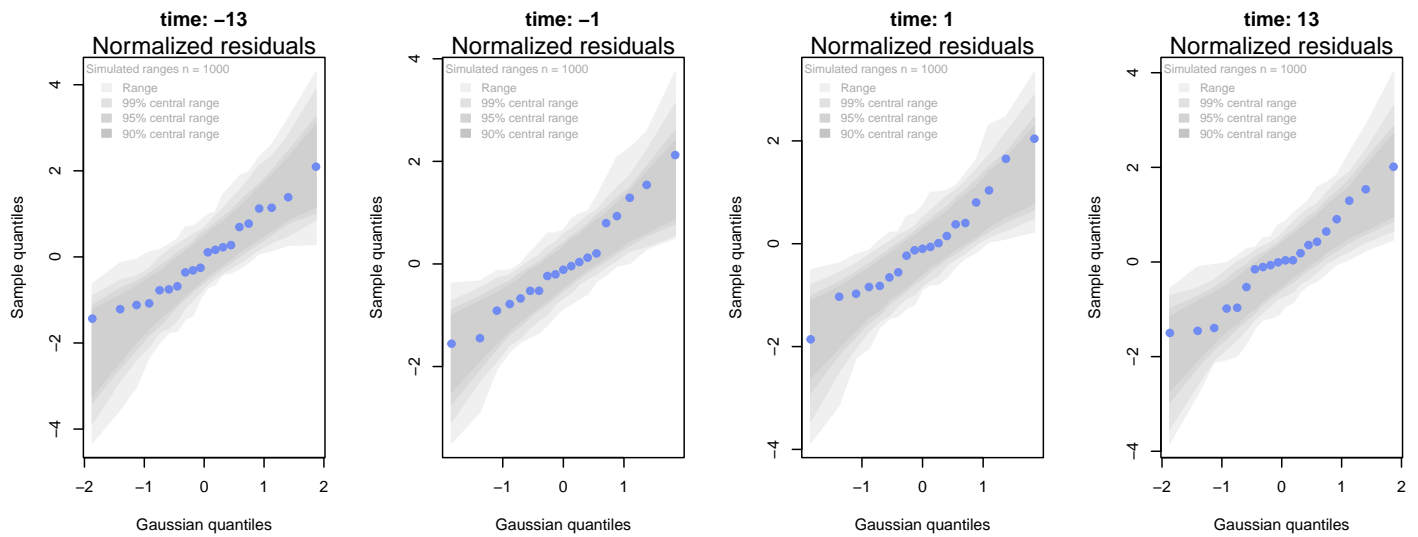 time: −13
Normalized residuals
Simulated ranges n = 1000
Range
99% central range
95% central range
90% central range
4
2
0
−2
−4
Sample quantiles
−2 −1 0 1 2
Gaussian quantiles
time: −1
Normalized residuals
Simulated ranges n = 1000
Range
99% central range
95% central range
90% central range
4
2
0
−2
Sample quantiles
−2 −1 0 1
Gaussian quantiles
time: 1
Normalized residuals
Simulated ranges n = 1000
Range
99% central range
95% central range
90% central range
2
0
−2
−4
Sample quantiles
−2 −1 0 1
Gaussian quantiles
time: 13
Normalized residuals
Simulated ranges n = 1000
Range
99% central range
95% central range
90% central range
4
2
0
−2
−4
Sample quantiles
−2 −1 0 1 2
Gaussian quantiles